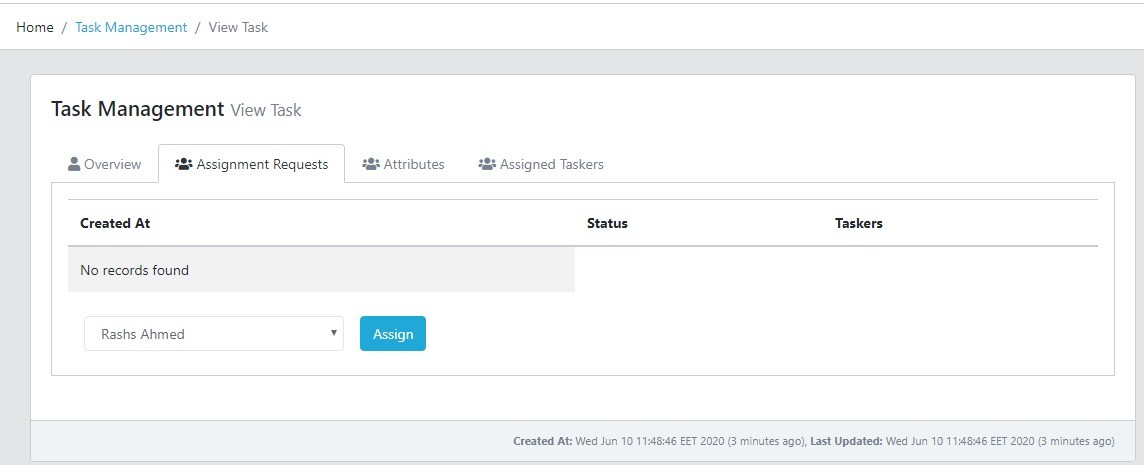 Home / Task Management / View Task
Task Management View Task
Overview Assignment Requests Attributes Assigned Taskers
Created At Status Taskers
No records found
Rashs Ahmed Assign
Created At: Wed Jun 10 11:48:46 EET 2020 (3 minutes ago), Last Updated: Wed Jun 10 11:48:46 EET 2020 (3 minutes ago)